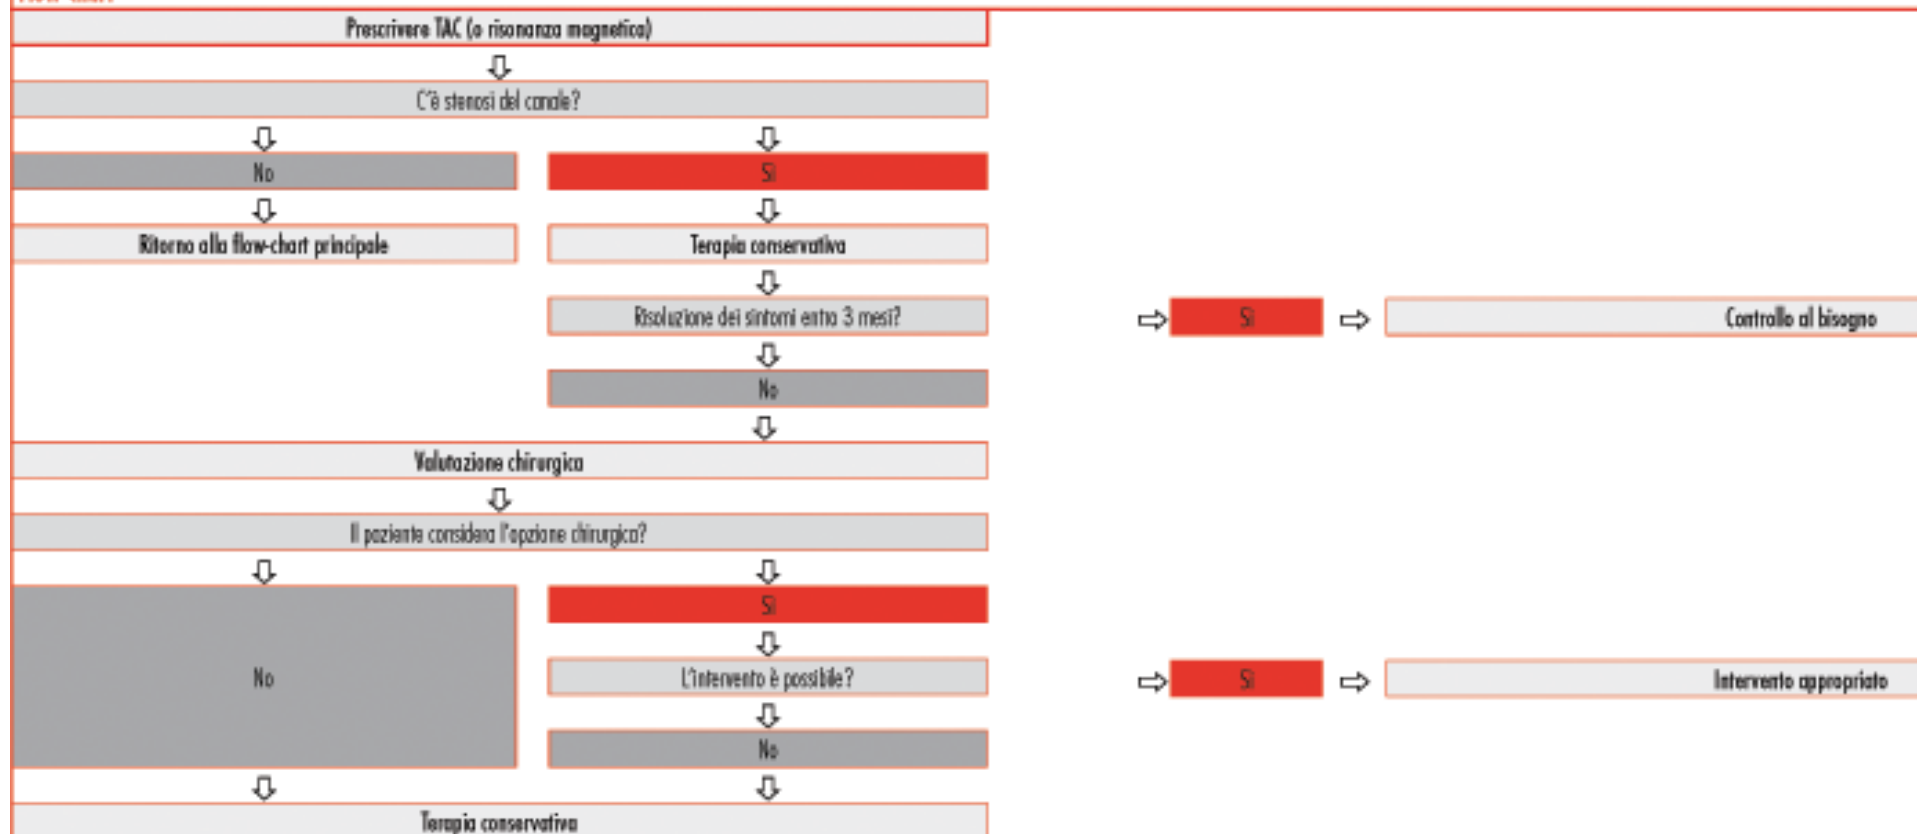 Prescrivere TAC (o risonanza magnetica)
C'è stenosi del canale?
No
Sì
Ritorno alla flow-chart principale
Terapia conservativa
Risoluzione dei sintomi entro 3 mesi?
Sì
Controllo al bisogno
No
Valutazione chirurgica
Il paziente considera l'opzione chirurgica?
Sì
No
L'intervento è possibile?
Sì
Intervento appropriato
No
Terapia conservativa